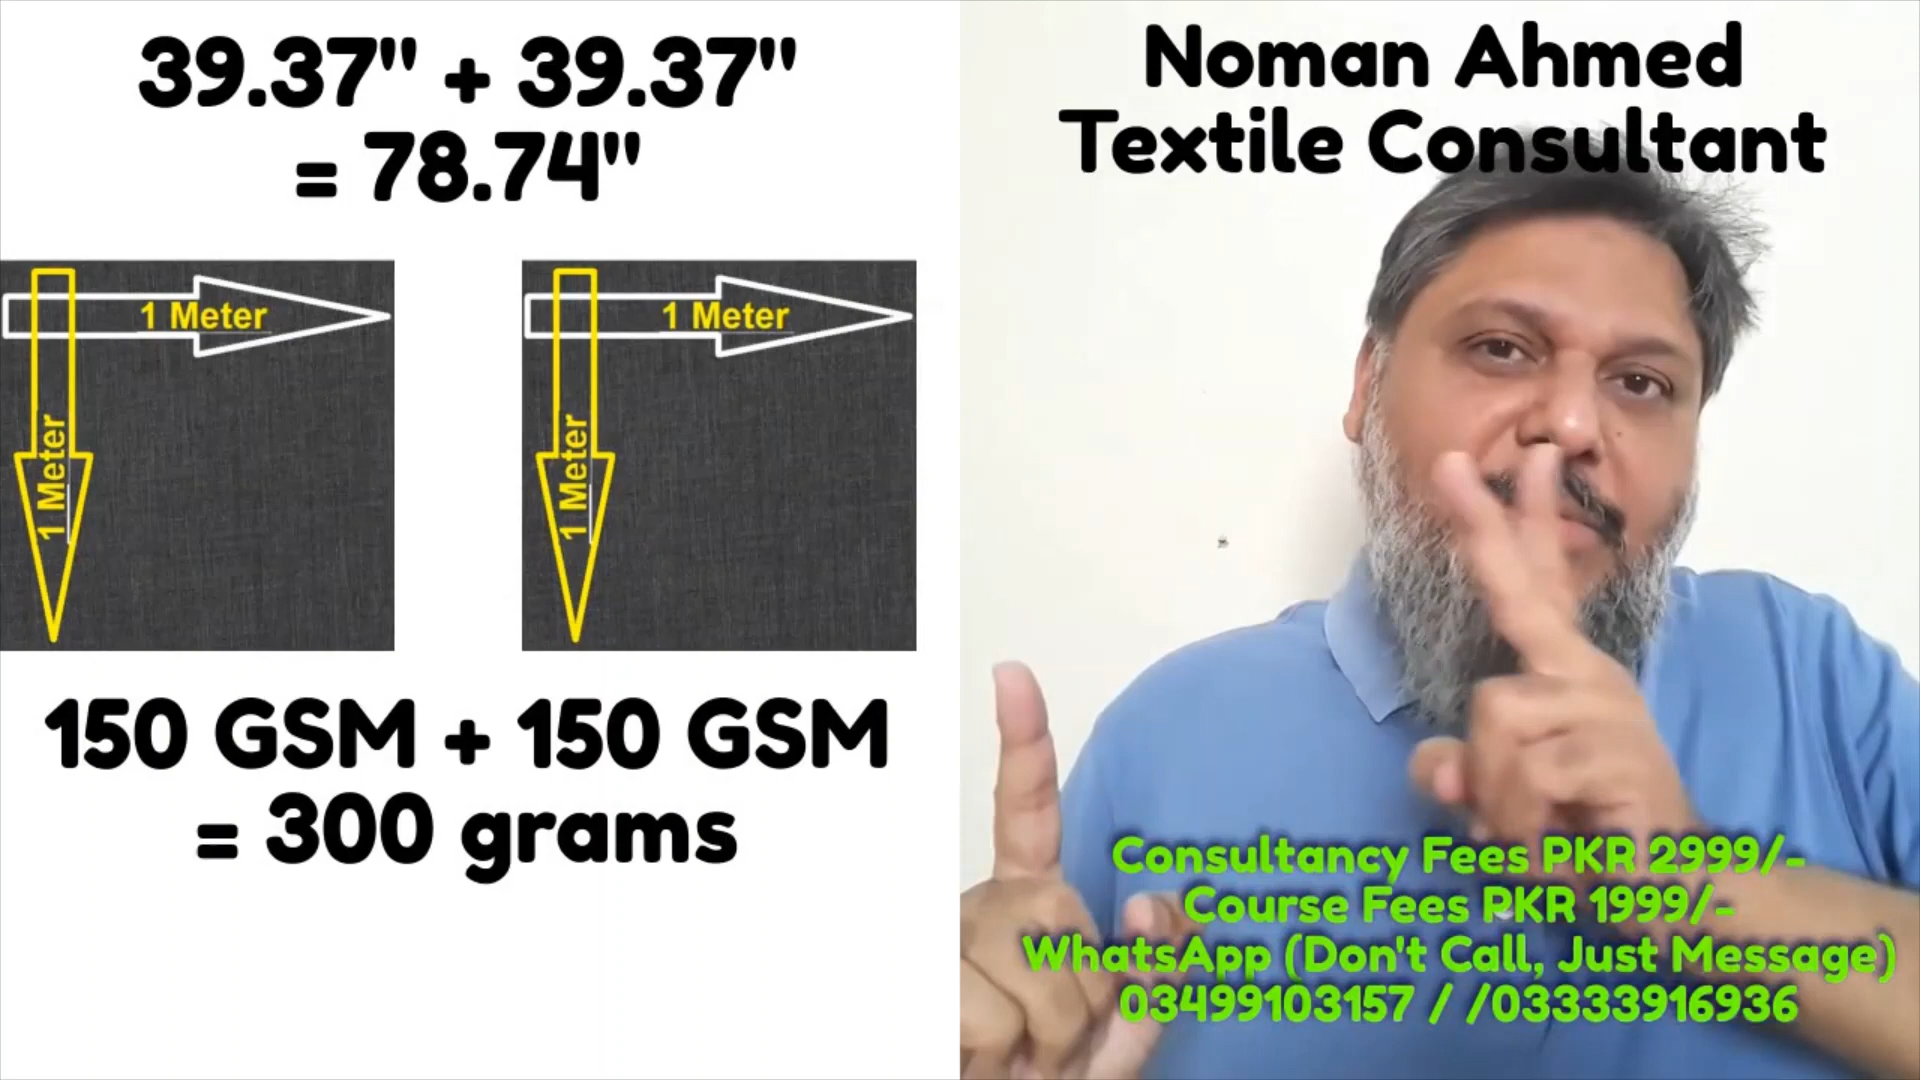 39.37" + 39.37"
= 78.74"
1 Meter
1 Meter
1 Meter
1 Meter
150 GSM + 150 GSM
= 300 grams
Noman Ahmed
Textile Consultant
Consultancy Fees PKR 2999/-
Course Fees PKR 1999/-
WhatsApp (Don't Call, Just Message)
03499103157 / /03333916936